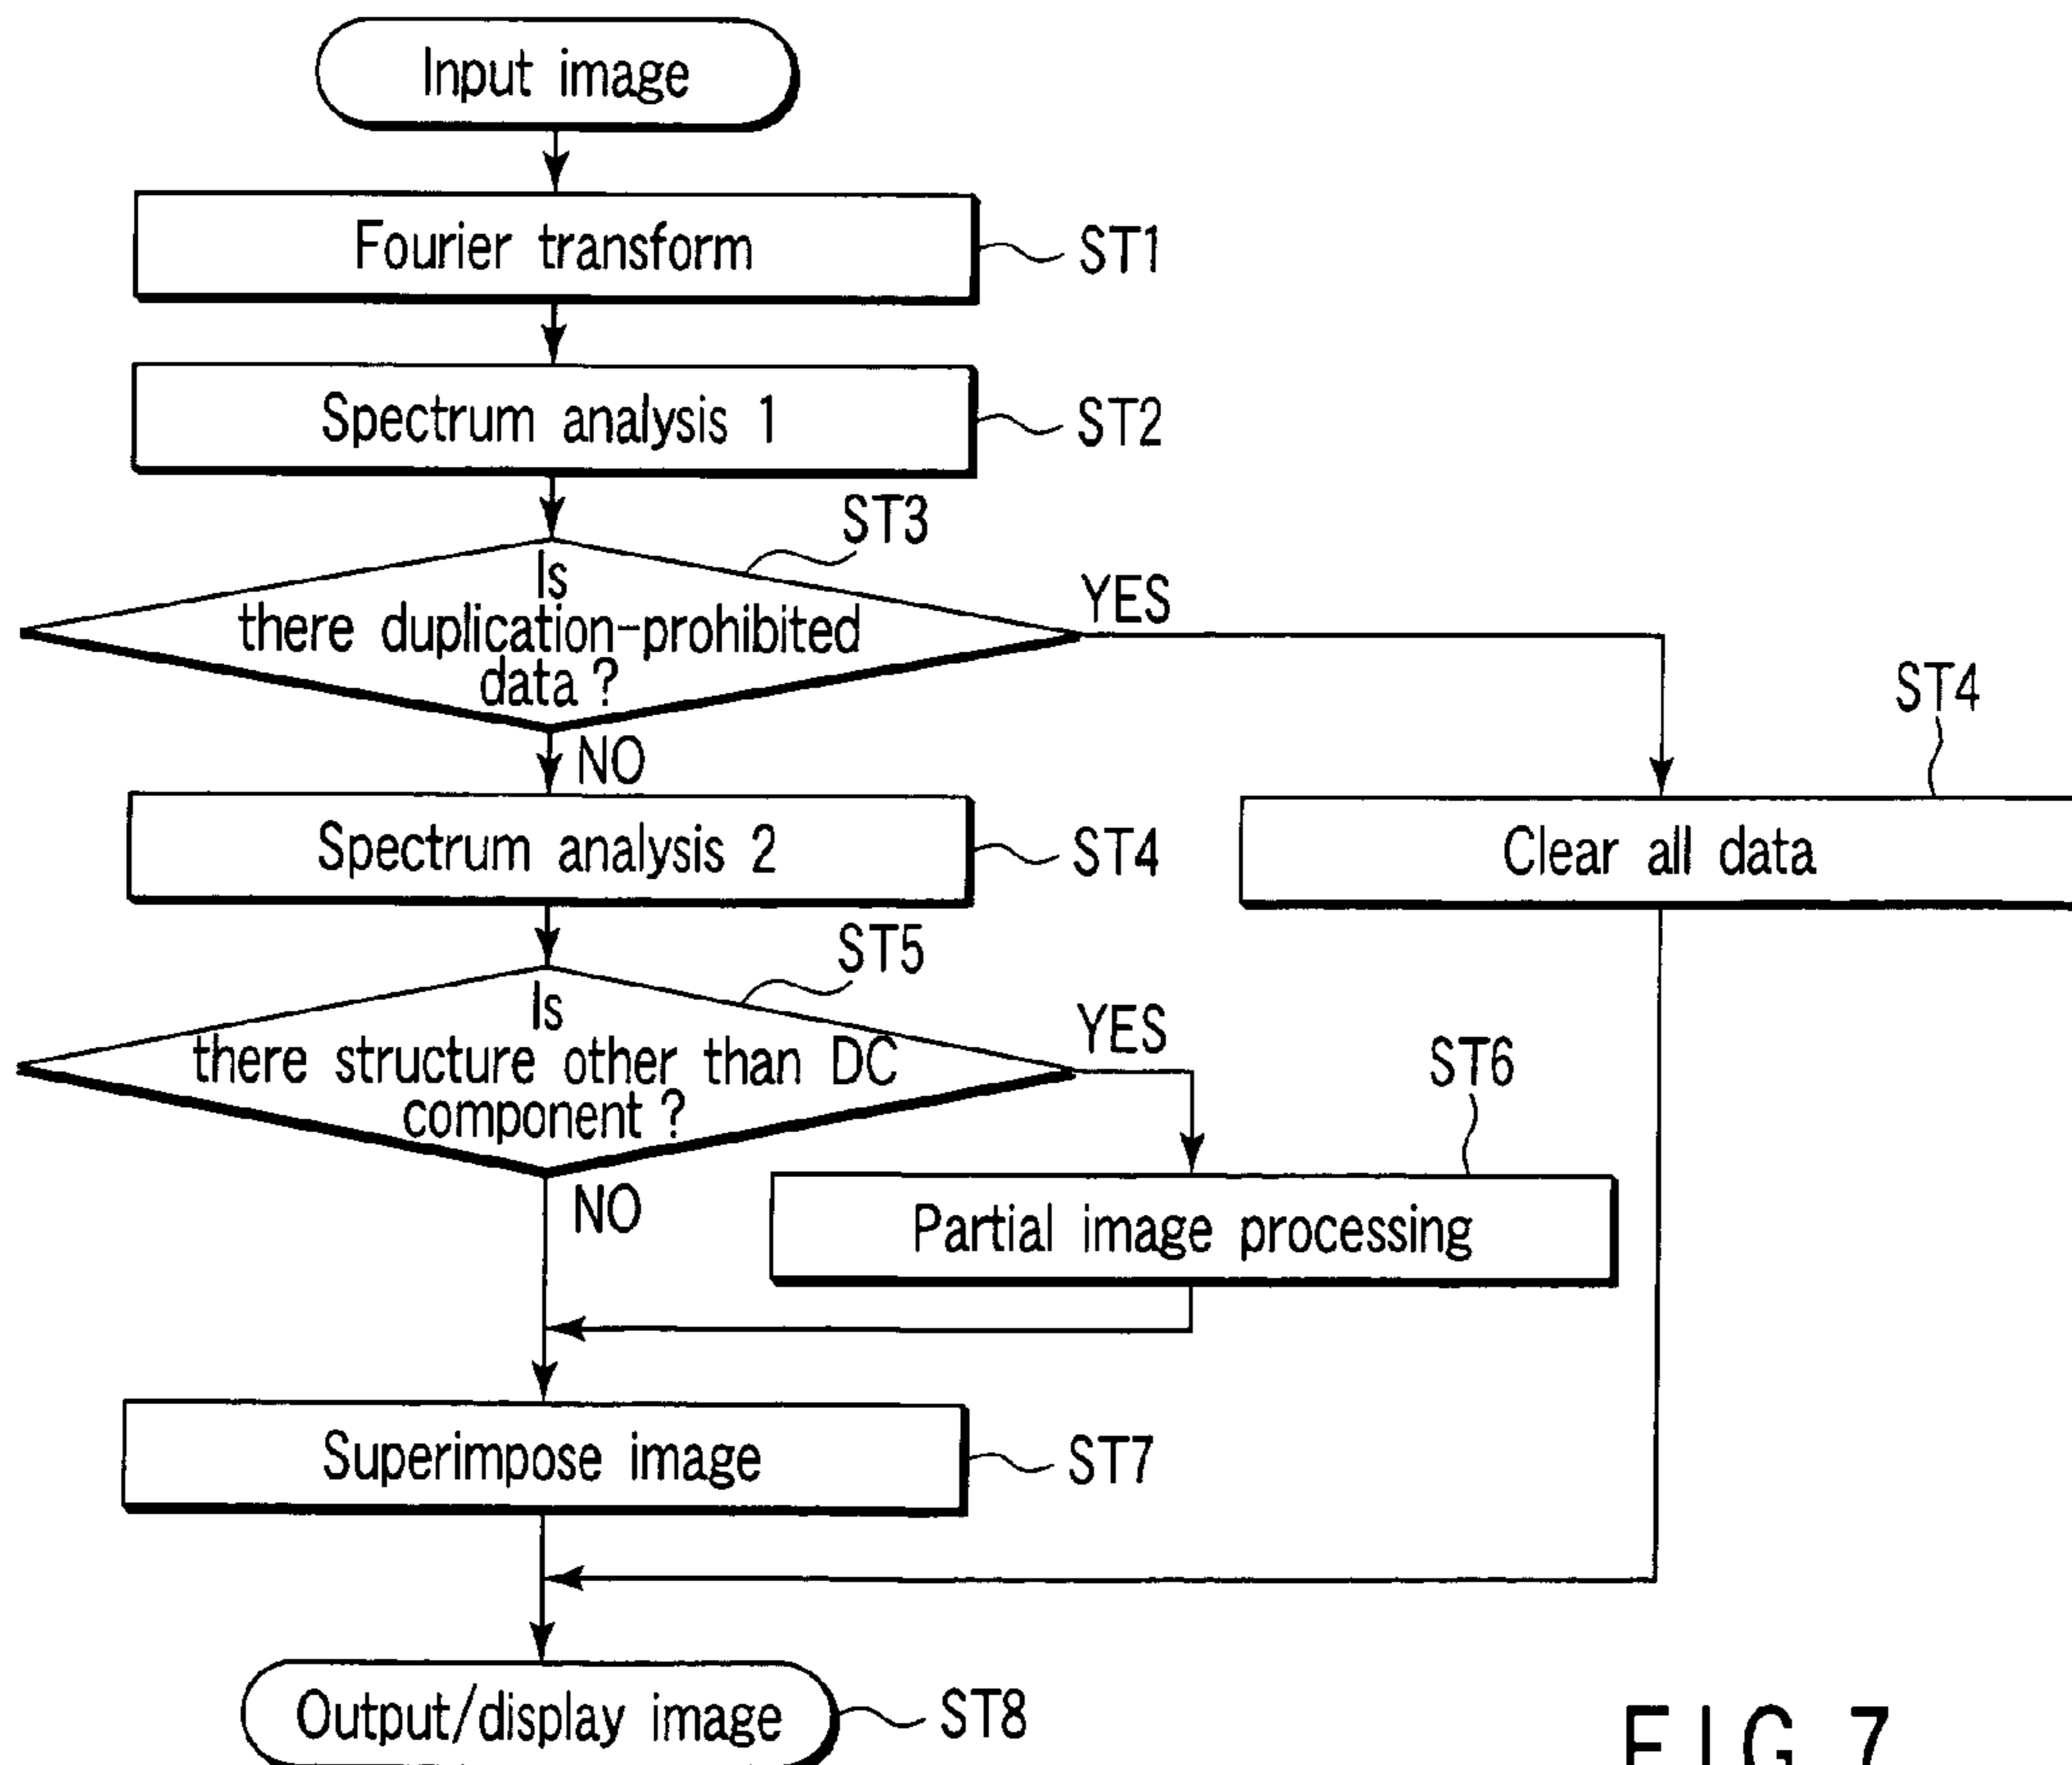 Input image
Fourier transform
ST1
Spectrum analysis 1
ST2
ST3
Is
there duplication-prohibited
data ?
YES
NO
ST4
Clear all data
Spectrum analysis 2
ST4
ST5
Is
there structure other than DC
component ?
YES
NO
ST6
Partial image processing
Superimpose image
ST7
Output/display image
ST8
FIG 7